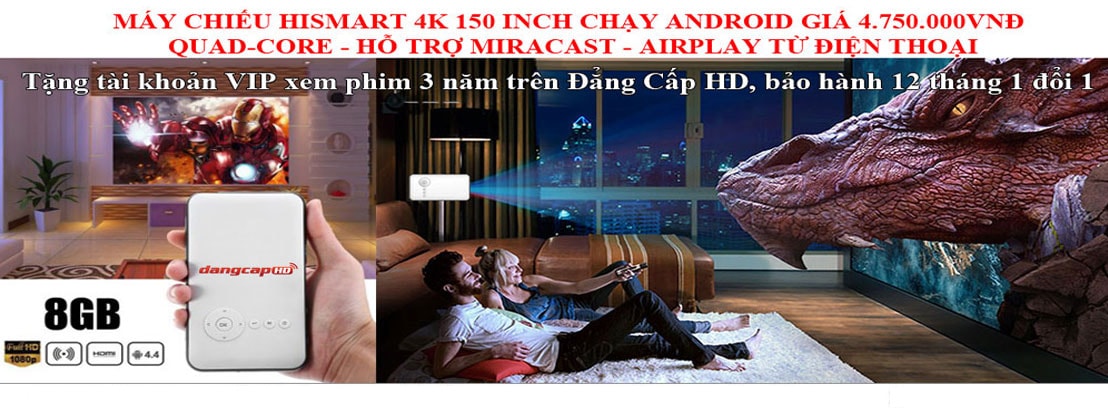 MÁY CHIẾU HISMART 4K 150 INCH CHẠY ANDROID GIÁ 4.750.000VNĐ
QUAD-CORE - HỖ TRỢ MIRACAST - AIRPLAY TỪ ĐIỆN THOẠI
Tặng tài khoản VIP xem phim 3 năm trên Đẳng Cấp HD, bảo hành 12 tháng 1 đổi 1
dangcapHD
OK
8GB
Full HD
1080p
HDMI
4.4